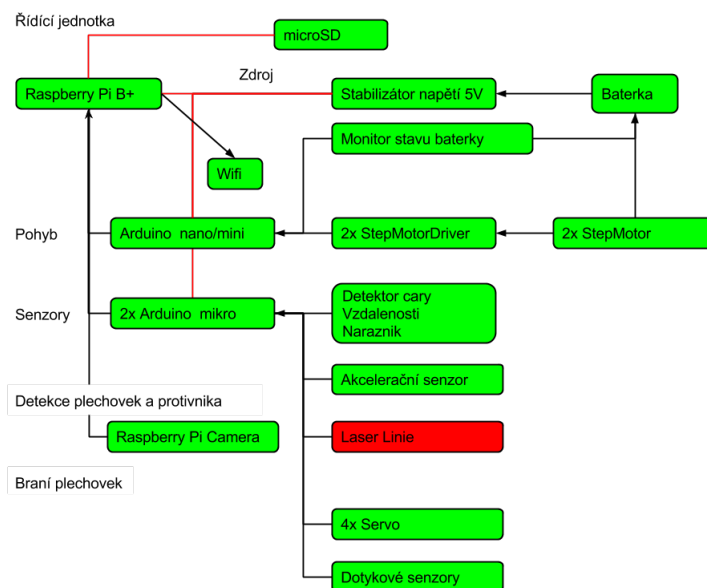 Řídící jednotka
microSD
Zdroj
Raspberry Pi B+
Stabilizátor napětí 5V
Baterka
Monitor stavu baterky
Wifi
Pohyb
Arduino nano/mini
2x StepMotorDriver
2x StepMotor
Senzory
2x Arduino mikro
Detektor cary
Vzdalenosti
Naraznik
Akcelerační senzor
Detekce plechovek a protivnika
Raspberry Pi Camera
Laser Linie
Braní plechovek
4x Servo
Dotykové senzory